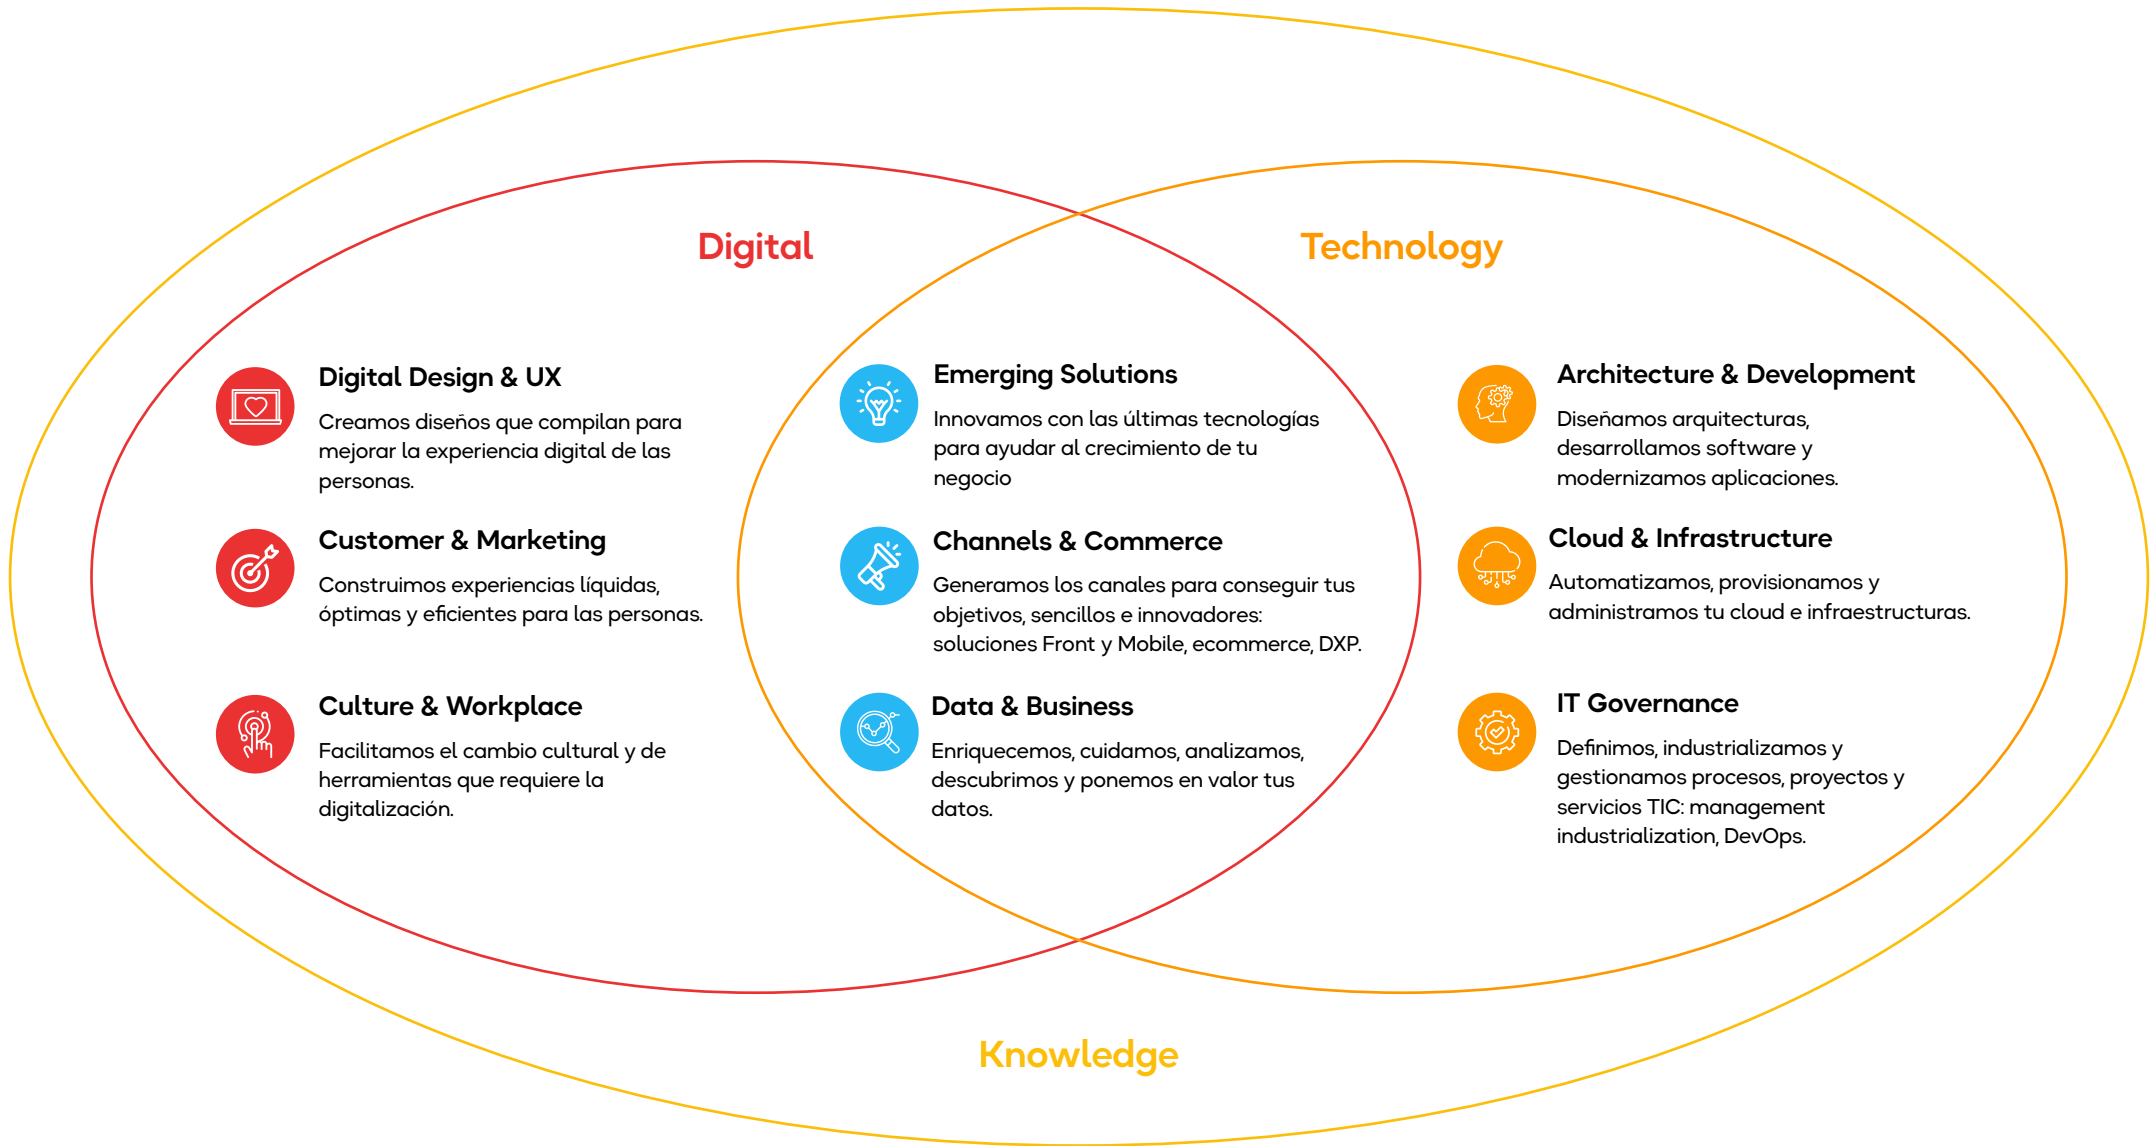 Digital
Technology
Digital Design & UX
Creamos diseños que compilan para
mejorar la experiencia digital de las
personas.
Customer & Marketing
Construimos experiencias líquidas,
óptimas y eficientes para las personas.
Culture & Workplace
Facilitamos el cambio cultural y de
herramientas que requiere la
digitalización.
Emerging Solutions
Innovamos con las últimas tecnologías
para ayudar al crecimiento de tu
negocio
Channels & Commerce
Generamos los canales para conseguir tus
objetivos, sencillos e innovadores:
soluciones Front y Mobile, ecommerce, DXP.
Data & Business
Enriquecemos, cuidamos, analizamos,
descubrimos y ponemos en valor tus
datos.
Architecture & Development
Diseñamos arquitecturas,
desarrollamos software y
modernizamos aplicaciones.
Cloud & Infrastructure
Automatizamos, provisionamos y
administramos tu cloud e infraestructuras.
IT Governance
Definimos, industrializamos y
gestionamos procesos, proyectos y
servicios TIC: management
industrialization, DevOps.
Knowledge